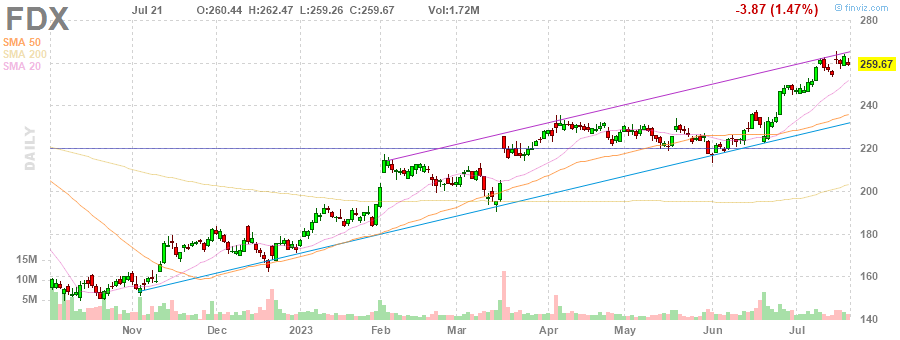 FDX
Jul 21 O:260.44 H:262.47 L:259.26 C:259.67 Vol:1.72M -3.87 (1.47%) finviz.com
SMA 50
SMA 200
SMA 20
DAILY
280
259.67
240
220
200
180
160
140
15M
10M
5M
Nov Dec 2023 Feb Mar Apr May Jun Jul